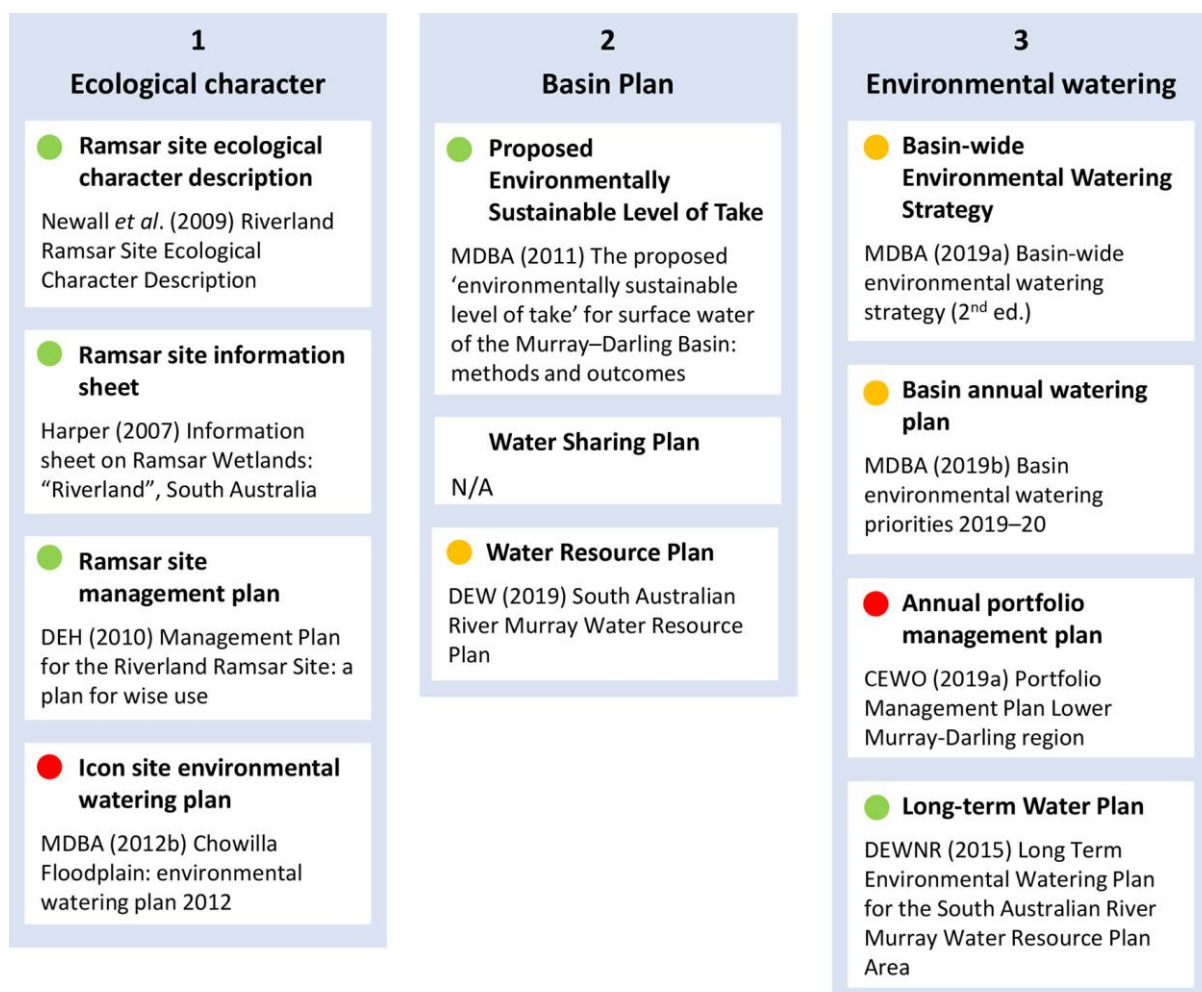 1
Ecological character
Ramsar site ecological
character description
Newall et al. (2009) Riverland
Ramsar Site Ecological
Character Description
Ramsar site information
sheet
Harper (2007) Information
sheet on Ramsar Wetlands:
“Riverland”, South Australia
Ramsar site
management plan
DEH (2010) Management Plan
for the Riverland Ramsar Site: a
plan for wise use
Icon site environmental
watering plan
MDBA (2012b) Chowilla
Floodplain: environmental
watering plan 2012
2
Basin Plan
Proposed
Environmentally
Sustainable Level of Take
MDBA (2011) The proposed
‘environmentally sustainable
level of take’ for surface water
of the Murray–Darling Basin:
methods and outcomes
Water Sharing Plan
N/A
Water Resource Plan
DEW (2019) South Australian
River Murray Water Resource
Plan
3
Environmental watering
Basin-wide
Environmental Watering
Strategy
MDBA (2019a) Basin-wide
environmental watering
strategy (2nd ed.)
Basin annual watering
plan
MDBA (2019b) Basin
environmental watering
priorities 2019–20
Annual portfolio
management plan
CEWO (2019a) Portfolio
Management Plan Lower
Murray-Darling region
Long-term Water Plan
DEWNR (2015) Long Term
Environmental Watering Plan
for the South Australian River
Murray Water Resource Plan
Area